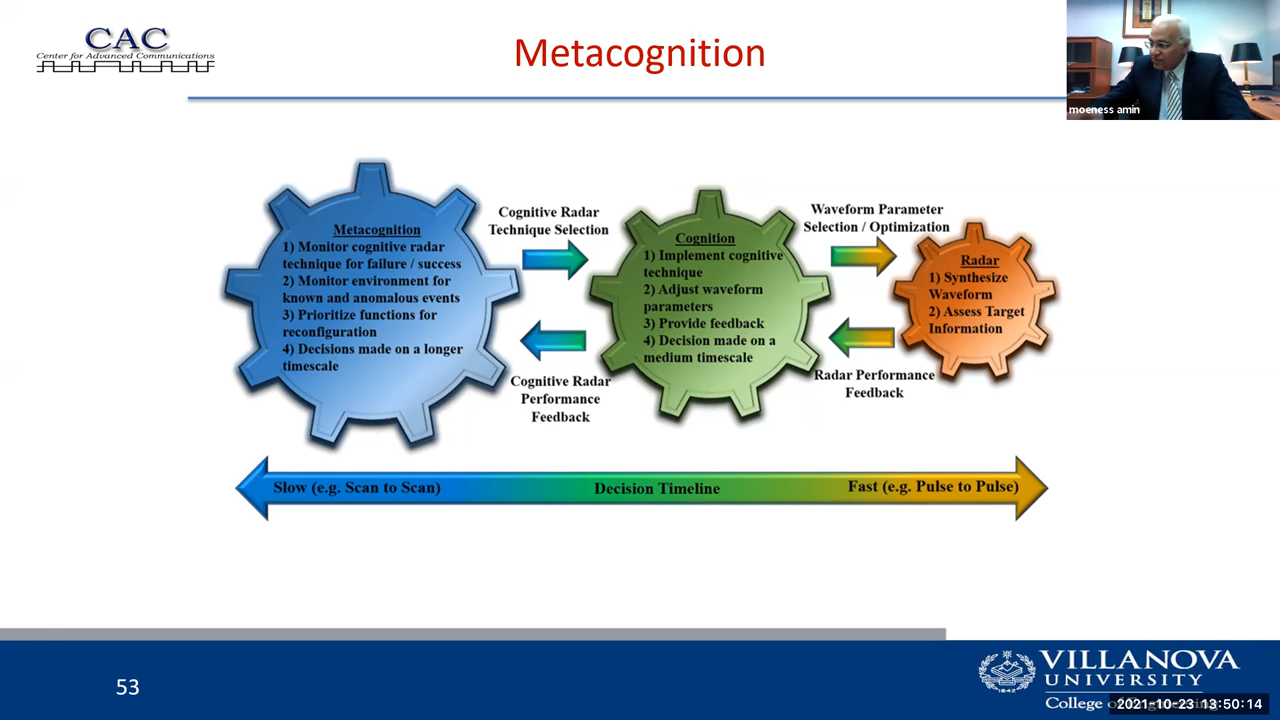 CAC
Center for Advanced Communications
Metacognition
moeness amin
Metacognition
1) Monitor cognitive radar
technique for failure / success
2) Monitor environment for
known and anomalous events
3) Prioritize functions for
reconfiguration
4) Decisions made on a longer
timescale
Cognitive Radar
Technique Selection
Cognitive Radar
Performance
Feedback
Cognition
1) Implement cognitive
technique
2) Adjust waveform
parameters
3) Provide feedback
4) Decision made on a
medium timescale
Waveform Parameter
Selection / Optimization
Radar Performance
Feedback
Radar
1) Synthesize
Waveform
2) Assess Target
Information
Slow (e.g. Scan to Scan)
Decision Timeline
Fast (e.g. Pulse to Pulse)
53
VILLANOVA
UNIVERSITY
College of
2021-10-23 13:50:14